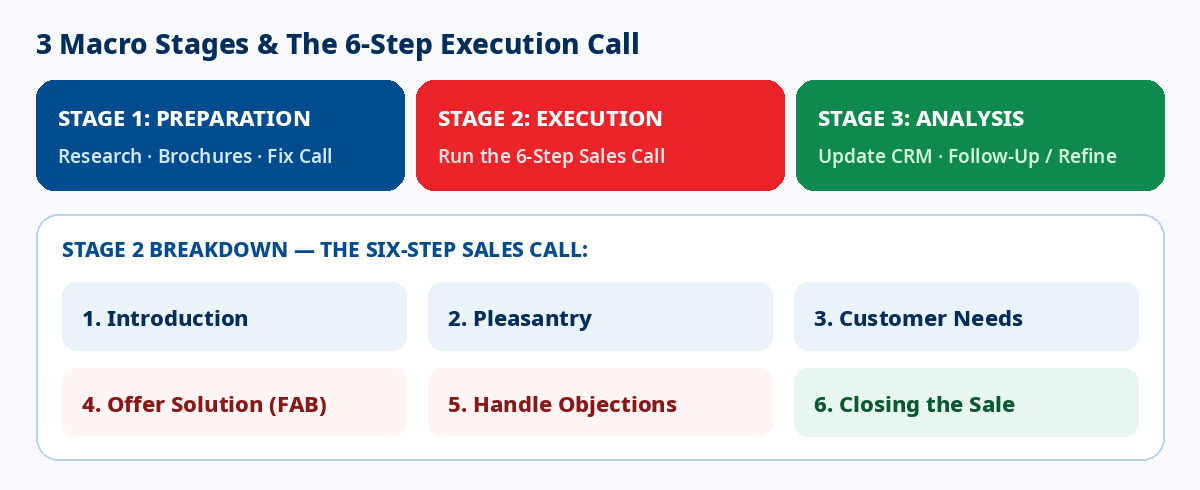 3 Macro Stages & The 6-Step Execution Call
STAGE 1: PREPARATION
Research · Brochures · Fix Call
STAGE 2: EXECUTION
Run the 6-Step Sales Call
STAGE 3: ANALYSIS
Update CRM · Follow-Up / Refine
STAGE 2 BREAKDOWN — THE SIX-STEP SALES CALL:
1. Introduction
2. Pleasantry
3. Customer Needs
4. Offer Solution (FAB)
5. Handle Objections
6. Closing the Sale